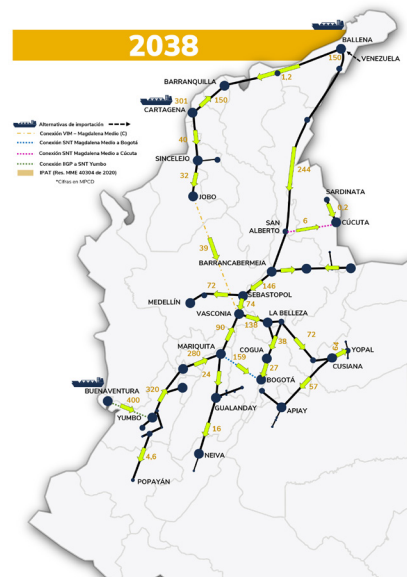 2038
BALLENA
150
VENEZUELA
1,2
BARRANQUILLA
301
150
CARTAGENA
Alternativas de importación
Conexión VIM – Magdalena Medio (C)
Conexión SNT Magdalena Medio a Bogotá
Conexión SNT Magdalena Medio a Cúcuta
Conexión IIGP a SNT Yumbo
IPAT (Res. MME 40304 de 2020)
*Cifras en MPCD
40
SINCELEJO
32
JOBO
244
SARDINATA
0,2
SAN
ALBERTO
6
CÚCUTA
39
BARRANCABERMEJA
72
146
SEBASTOPOL
MEDELLÍN
74
VASCONIA
LA BELLEZA
138
90
72
38
MARIQUITA
280
159
COGUA
64
YOPAL
CUSIANA
27
24
BOGOTÁ
57
320
BUENAVENTURA
400
GUALANDAY
APIAY
YUMBO
16
4,6
NEIVA
POPAYÁN